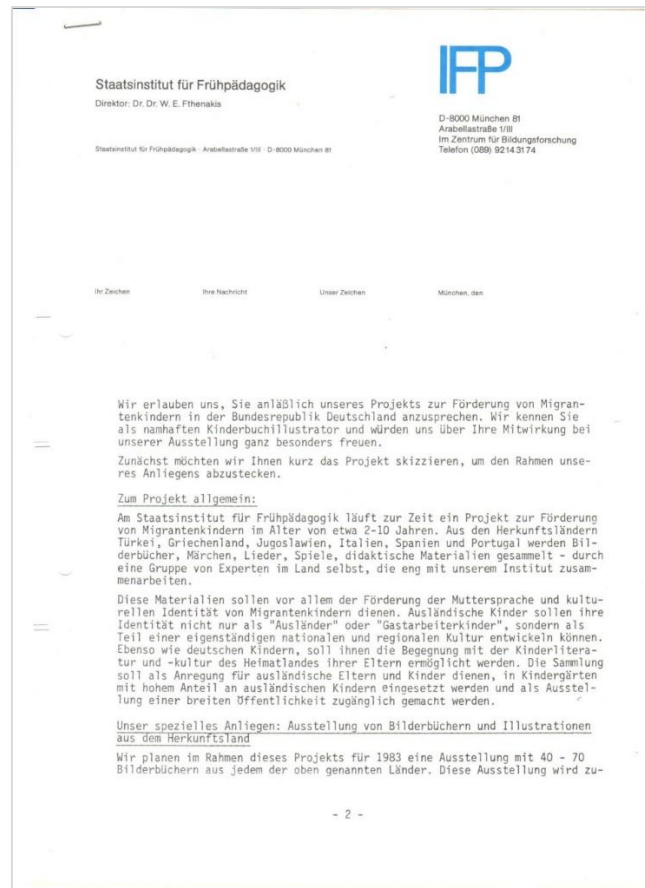 IFP
Staatsinstitut für Frühpädagogik
Direktor: Dr. Dr. W. E. Fthenakis
D-8000 München 81
Arabellastraße 1/III
Im Zentrum für Bildungsforschung
Telefon (089) 92143174
Staatsinstitut für Frühpädagogik · Arabellastraße 1/III · D-8000 München 81
Ihr Zeichen Ihre Nachricht Unser Zeichen München, den
Wir erlauben uns, Sie anläßlich unseres Projekts zur Förderung von Migran-
tenkindern in der Bundesrepublik Deutschland anzusprechen. Wir kennen Sie
als namhaften Kinderbuchillustrator und würden uns über Ihre Mitwirkung bei
unserer Ausstellung ganz besonders freuen.
Zunächst möchten wir Ihnen kurz das Projekt skizzieren, um den Rahmen unse-
res Anliegens abzustecken.
Zum Projekt allgemein:
Am Staatsinstitut für Frühpädagogik läuft zur Zeit ein Projekt zur Förderung
von Migrantenkindern im Alter von etwa 2-10 Jahren. Aus den Herkunftsländern
Türkei, Griechenland, Jugoslawien, Italien, Spanien und Portugal werden Bil-
derbücher, Märchen, Lieder, Spiele, didaktische Materialien gesammelt - durch
eine Gruppe von Experten im Land selbst, die eng mit unserem Institut zusam-
menarbeiten.
Diese Materialien sollen vor allem der Förderung der Muttersprache und kultu-
rellen Identität von Migrantenkindern dienen. Ausländische Kinder sollen ihre
Identität nicht nur als "Ausländer" oder "Gastarbeiterkinder", sondern als
Teil einer eigenständigen nationalen und regionalen Kultur entwickeln können.
Ebenso wie deutschen Kindern, soll ihnen die Begegnung mit der Kinderlitera-
tur und -kultur des Heimatlandes ihrer Eltern ermöglicht werden. Die Sammlung
soll als Anregung für ausländische Eltern und Kinder dienen, in Kindergärten
mit hohem Anteil an ausländischen Kindern eingesetzt werden und als Ausstel-
lung einer breiten Öffentlichkeit zugänglich gemacht werden.
Unser spezielles Anliegen: Ausstellung von Bilderbüchern und Illustrationen
aus dem Herkunftsland
Wir planen im Rahmen dieses Projekts für 1983 eine Ausstellung mit 40 - 70
Bilderbüchern aus jedem der oben genannten Länder. Diese Ausstellung wird zu-
- 2 -